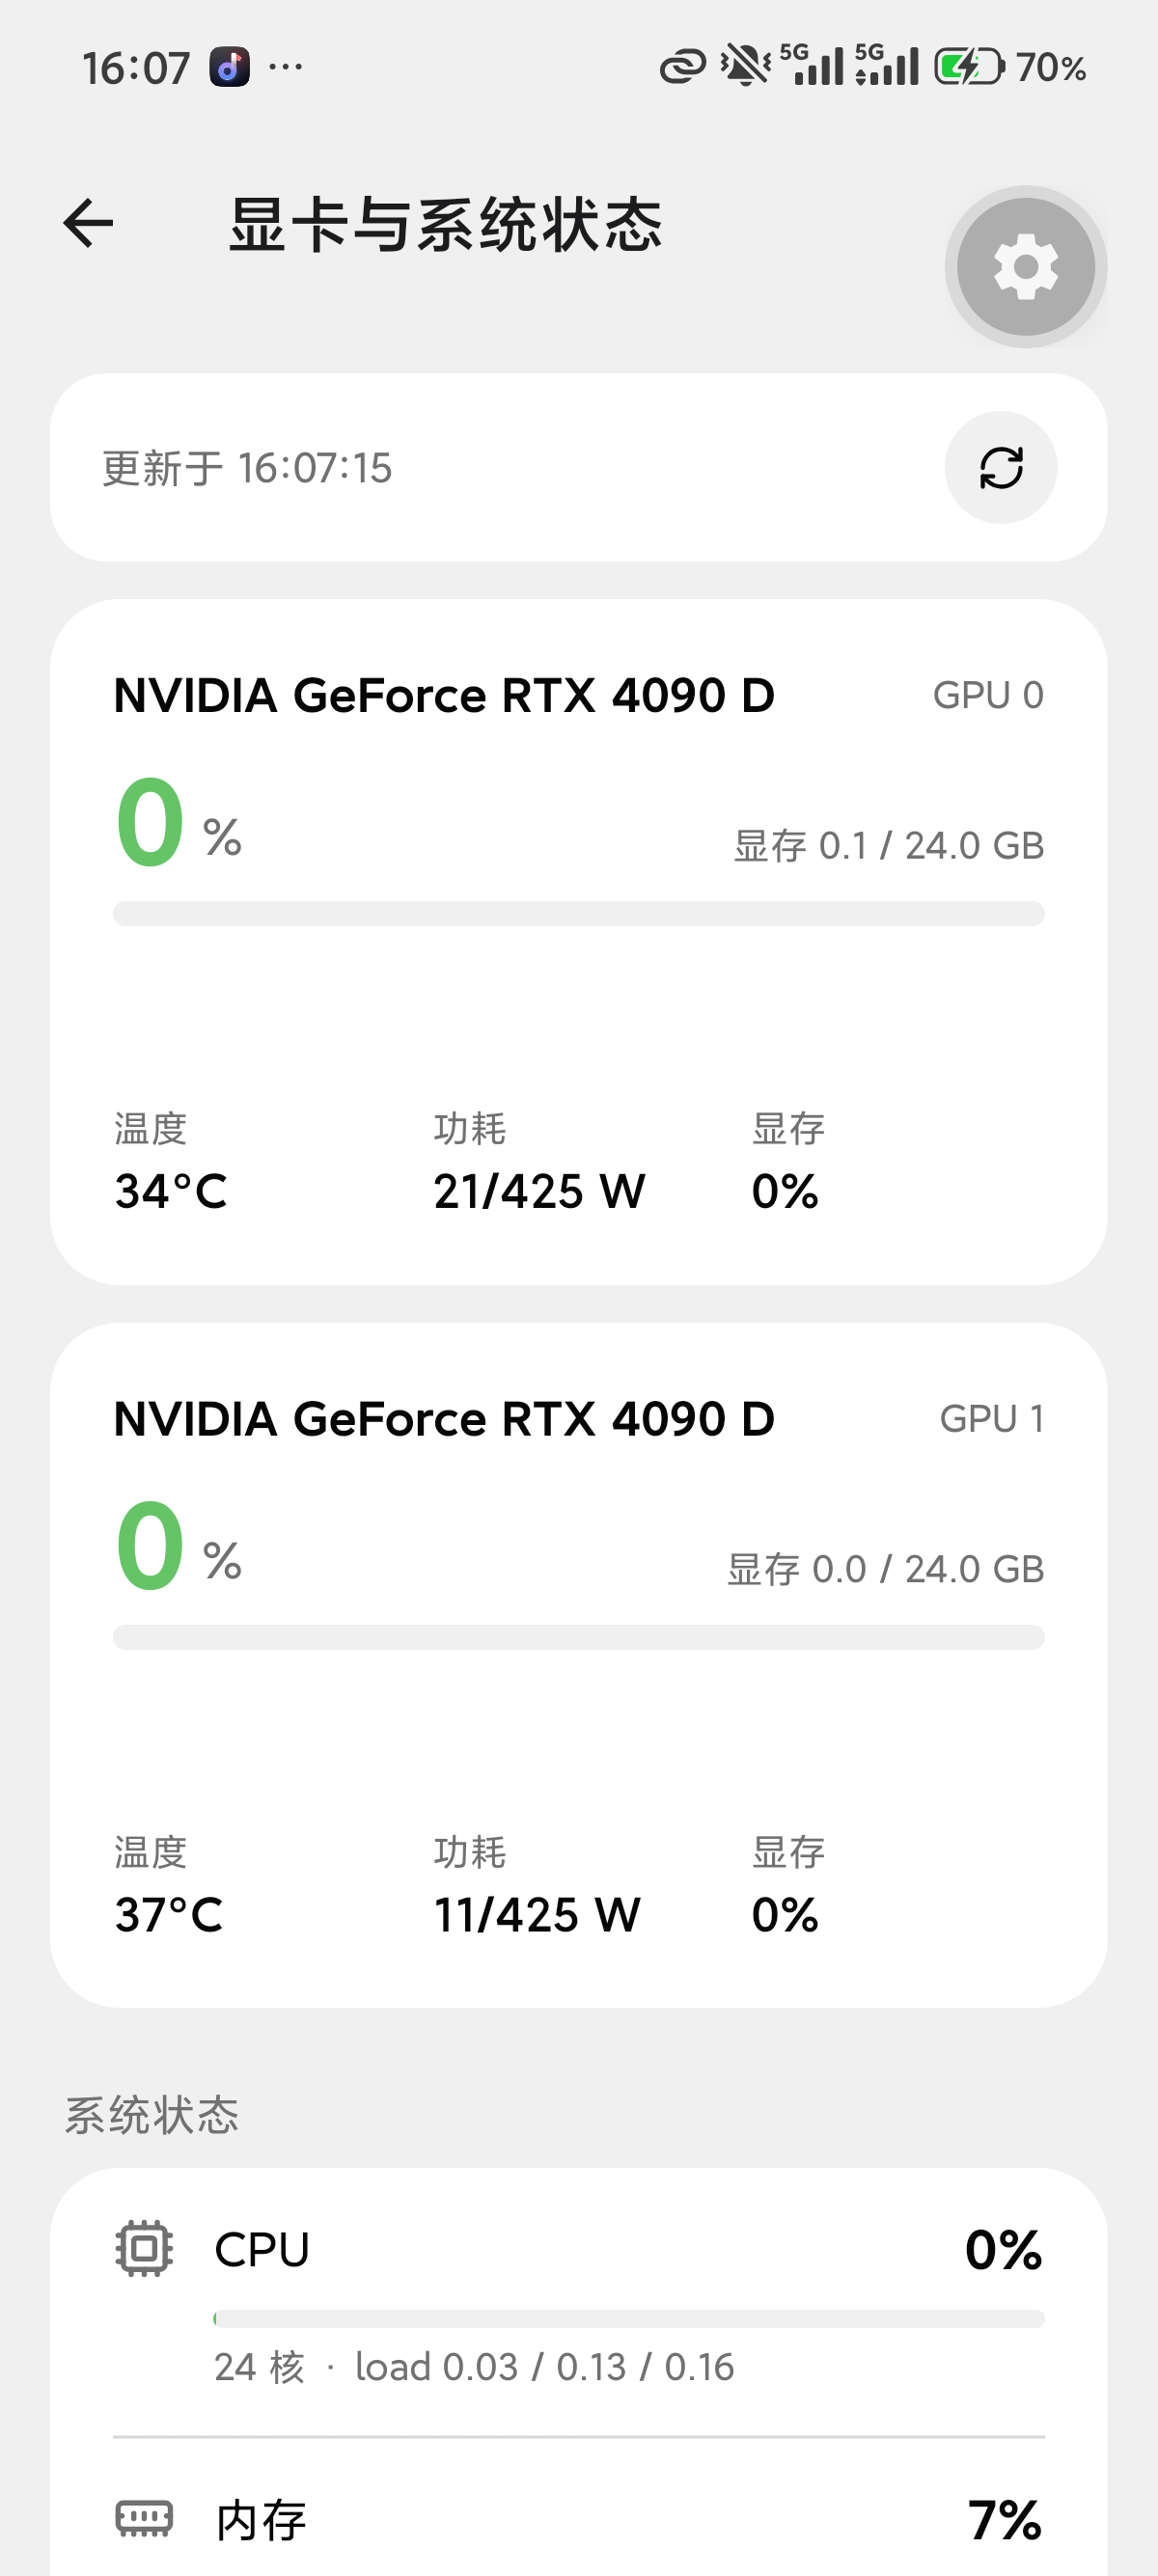 16:07 ··· 5G 5G 70%
显卡与系统状态
更新于 16:07:15
NVIDIA GeForce RTX 4090 D GPU 0
0 % 显存 0.1 / 24.0 GB
温度 功耗 显存
34°C 21/425 W 0%
NVIDIA GeForce RTX 4090 D GPU 1
0 % 显存 0.0 / 24.0 GB
温度 功耗 显存
37°C 11/425 W 0%
系统状态
CPU 0%
24 核 · load 0.03 / 0.13 / 0.16
内存 7%